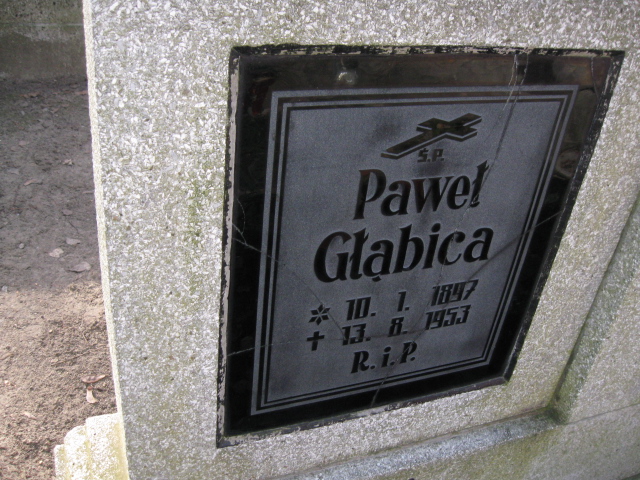 Ś.P.
Paweł
Głąbica
* 10. 1. 1897
+ 13. 8. 1953
R. i P.